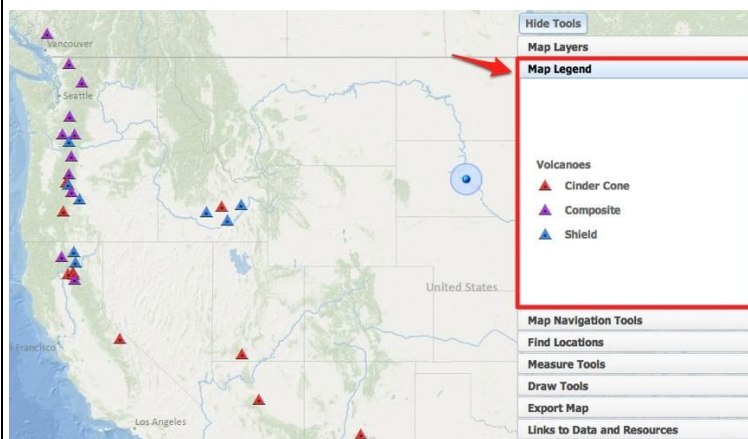 Vancouver
Seattle
United States
Francisco
Los Angeles
Hide Tools
Map Layers
Map Legend
Volcanoes
Cinder Cone
Composite
Shield
Map Navigation Tools
Find Locations
Measure Tools
Draw Tools
Export Map
Links to Data and Resources